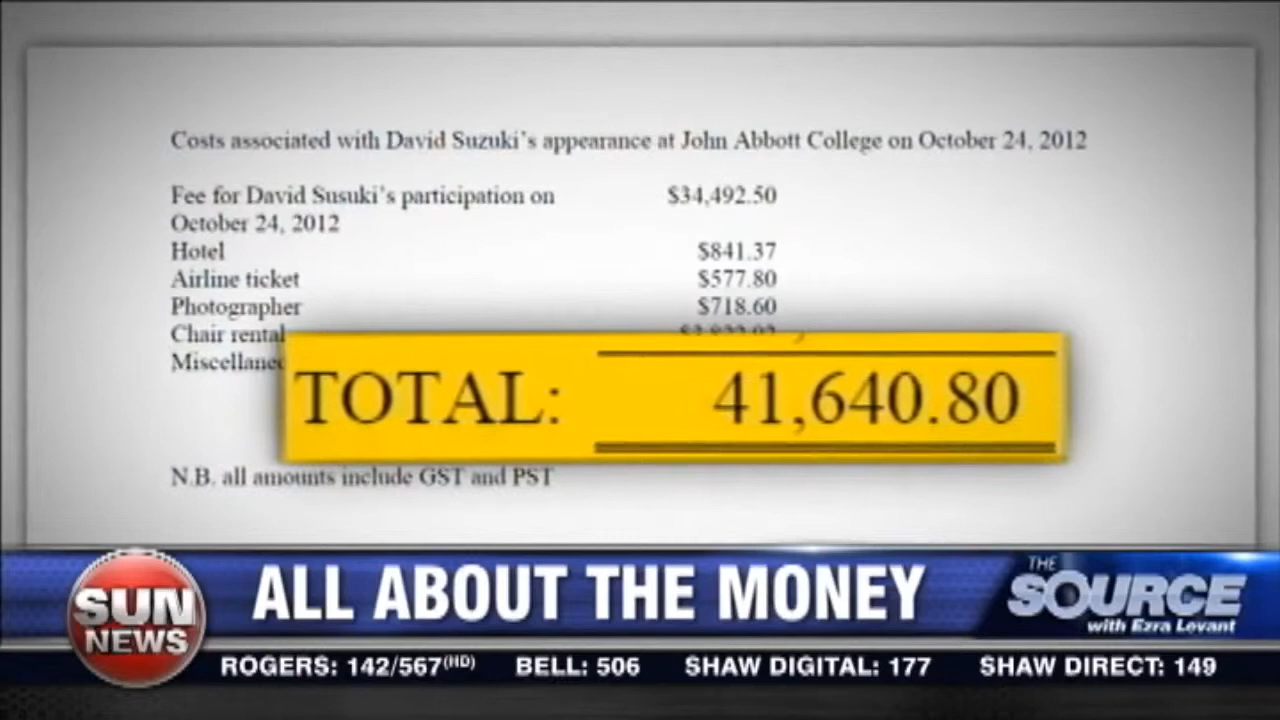 Costs associated with David Suzuki's appearance at John Abbott College on October 24, 2012
Fee for David Susuki's participation on $34,492.50
October 24, 2012
Hotel $841.37
Airline ticket $577.80
Photographer $718.60
Chair rental
TOTAL: 41,640.80
N.B. all amounts include GST and PST
SUN
NEWS
ALL ABOUT THE MONEY
THE
SOURCE
with Ezra Levant
ROGERS: 142/567(HD) BELL: 506 SHAW DIGITAL: 177 SHAW DIRECT: 149